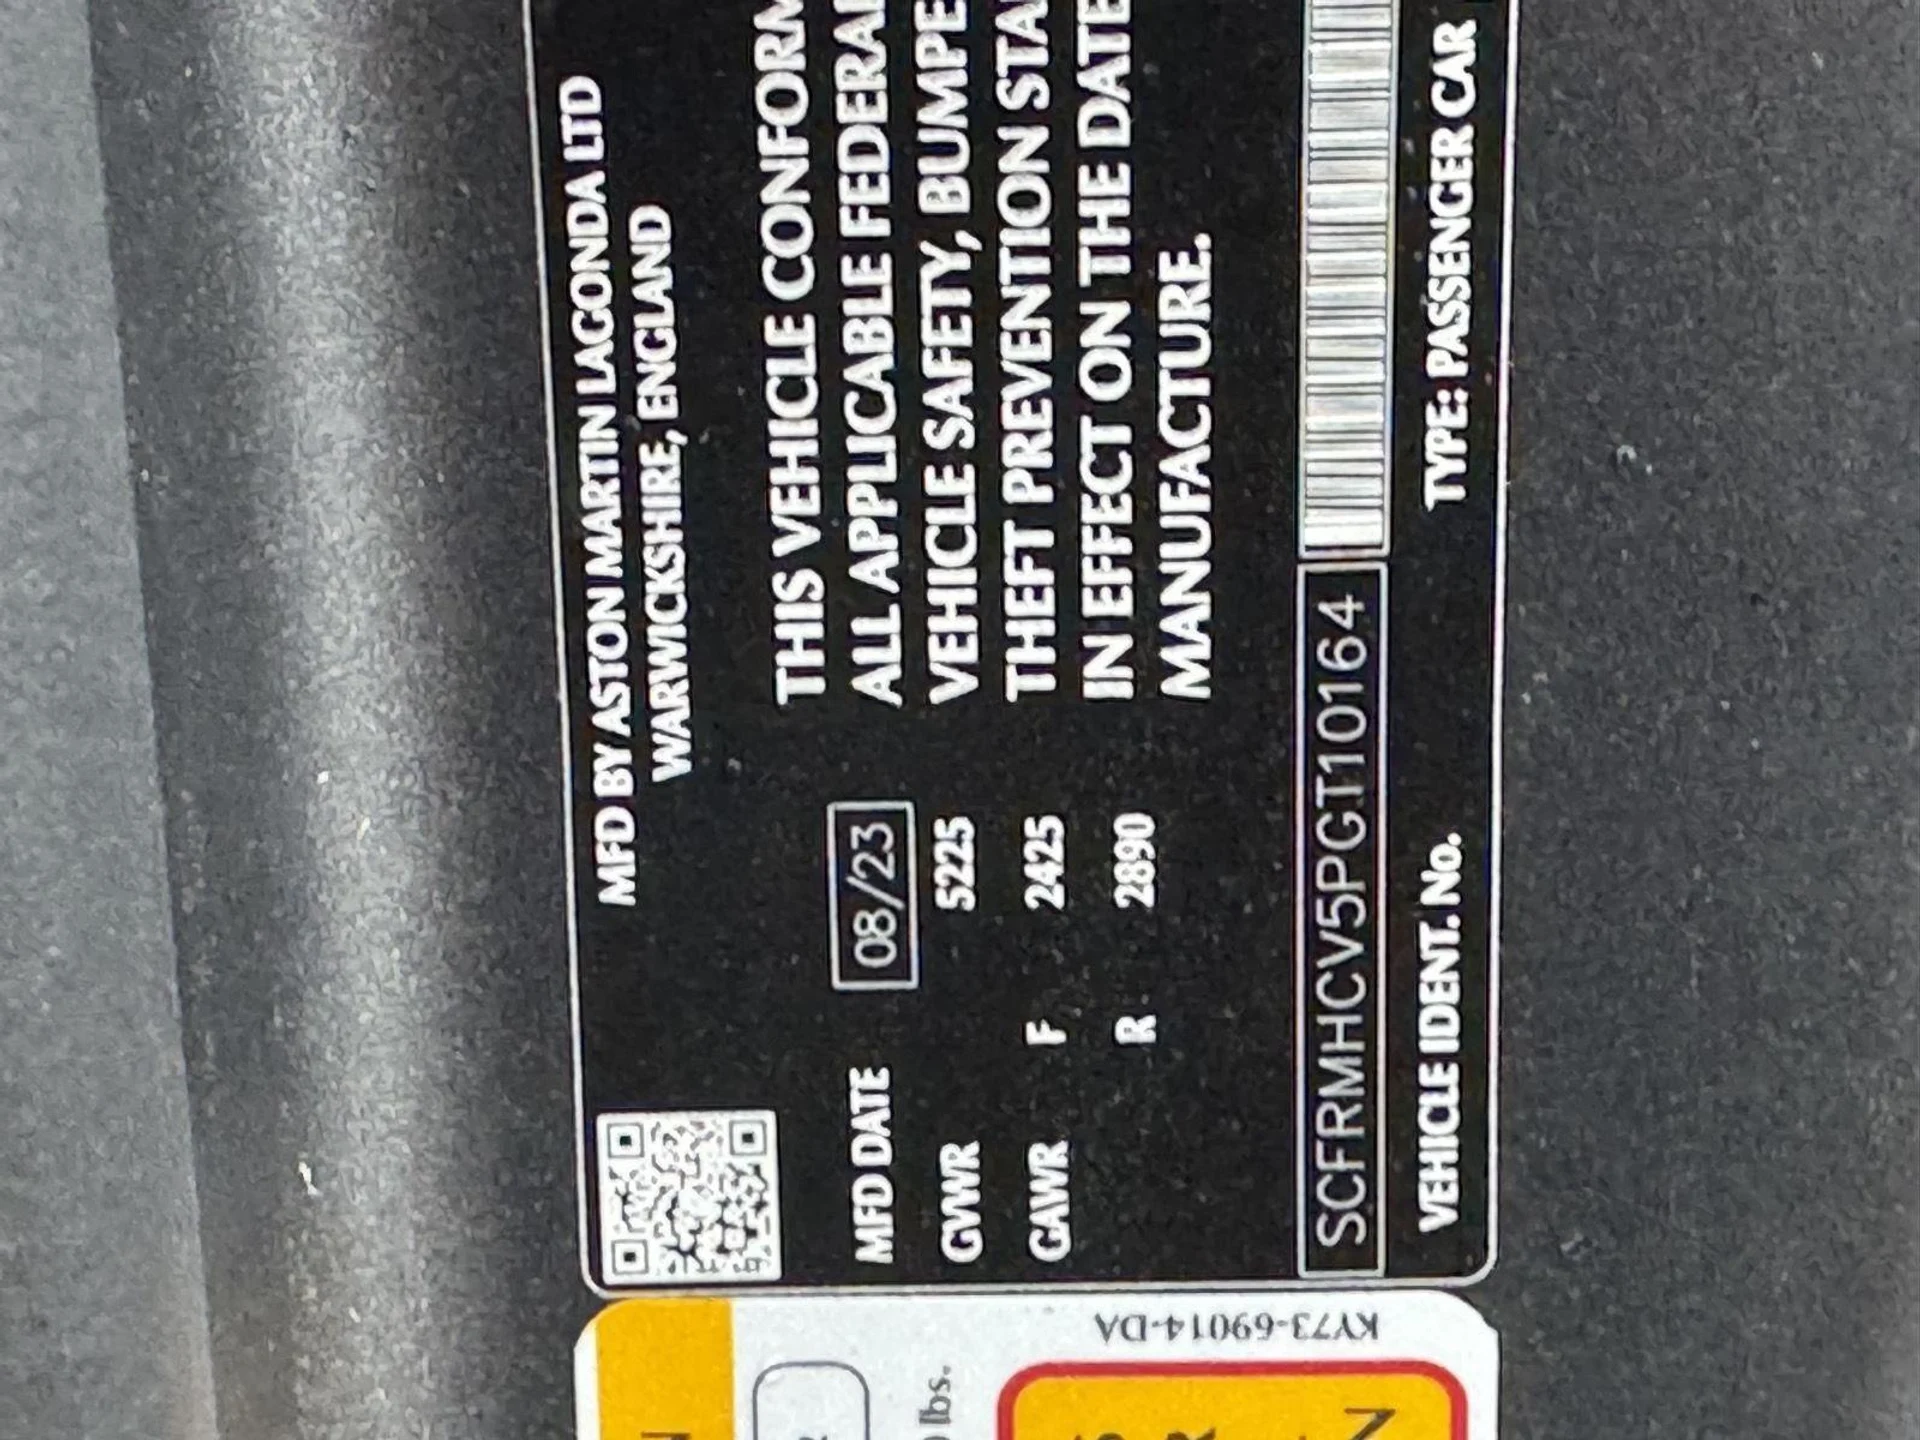 MFD BY ASTON MARTIN LAGONDA LTD
WARWICKSHIRE, ENGLAND
MFD DATE 08/23
GVWR 5225
GAWR F 2425
R 2890
THIS VEHICLE CONFORM
ALL APPLICABLE FEDERAL
VEHICLE SAFETY, BUMPE
THEFT PREVENTION STA
IN EFFECT ON THE DATE
MANUFACTURE.
SCFRMHCV5PGT10164
VEHICLE IDENT. No. TYPE: PASSENGER CAR
KY73-69014-DA
lbs.